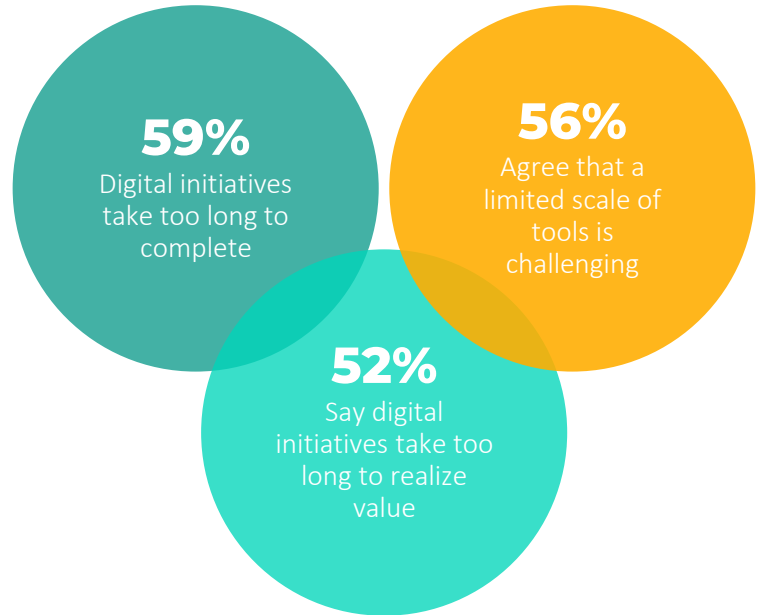 59%
Digital initiatives
take too long to
complete
56%
Agree that a
limited scale of
tools is
challenging
52%
Say digital
initiatives take too
long to realize
value